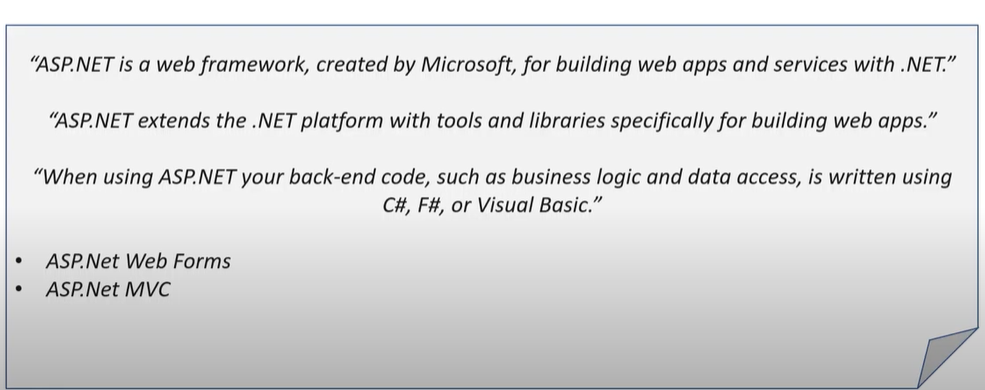 “ASP.NET is a web framework, created by Microsoft, for building web apps and services with .NET.”
“ASP.NET extends the .NET platform with tools and libraries specifically for building web apps.”
“When using ASP.NET your back-end code, such as business logic and data access, is written using
C#, F#, or Visual Basic.”
• ASP.Net Web Forms
• ASP.Net MVC